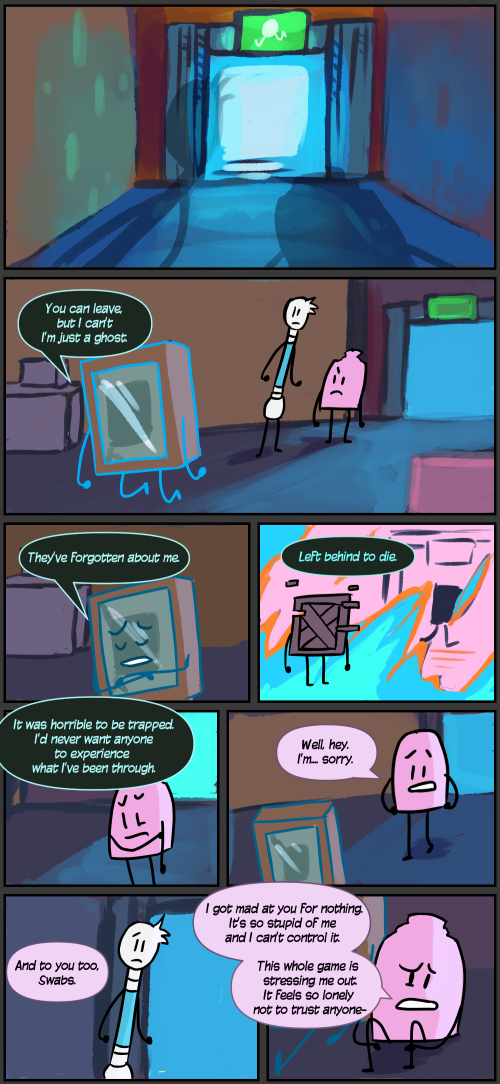 You can leave,
but I can't
I'm just a ghost.
They've forgotten about me.
Left behind to die.
It was horrible to be trapped.
I'd never want anyone
to experience
what I've been through.
Well, hey.
I'm... sorry.
And to you too,
Swabs.
I got mad at you for nothing.
It's so stupid of me
and I can't control it.
This whole game is
stressing me out.
It feels so lonely
not to trust anyone-